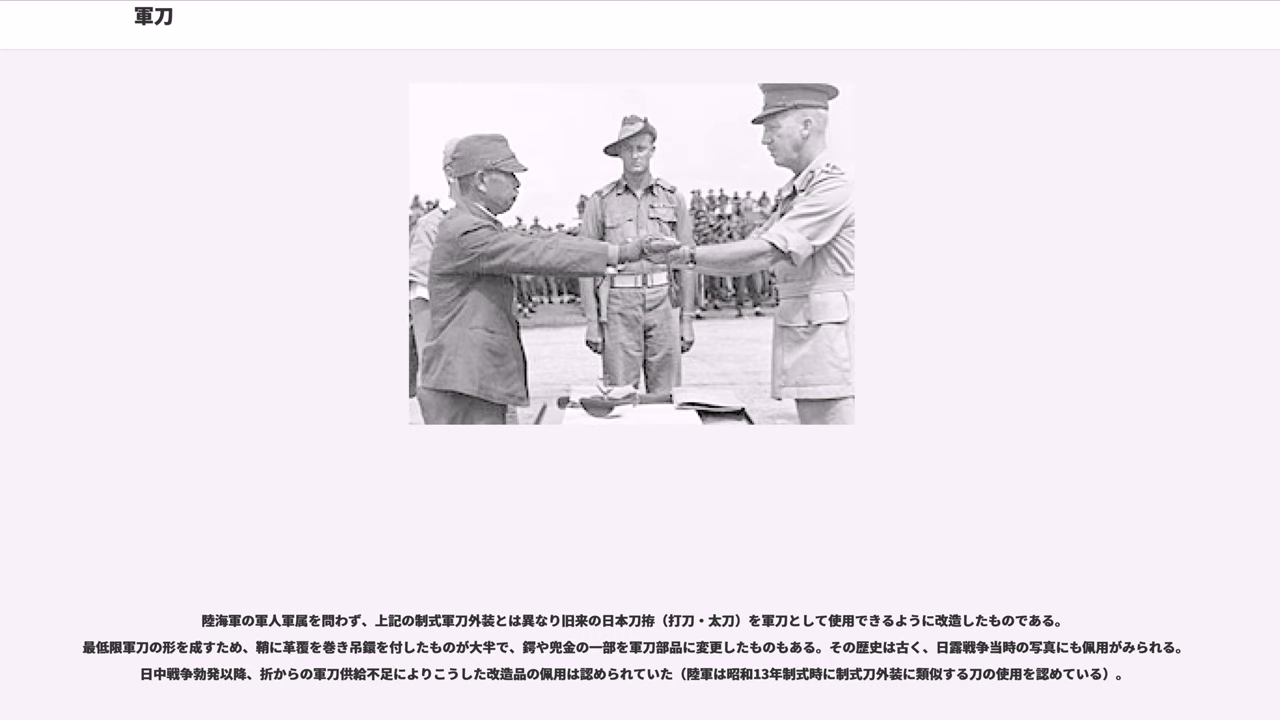 軍刀
陸海軍の軍人軍属を問わず、上記の制式軍刀外装とは異なり旧来の日本刀拵（打刀・太刀）を軍刀として使用できるように改造したものである。
最低限軍刀の形を成すため、鞘に革覆を巻き吊鐶を付したものが大半で、鍔や兜金の一部を軍刀部品に変更したものもある。その歴史は古く、日露戦争当時の写真にも佩用がみられる。
日中戦争勃発以降、折からの軍刀供給不足によりこうした改造品の佩用は認められていた（陸軍は昭和13年制式時に制式刀外装に類似する刀の使用を認めている）。